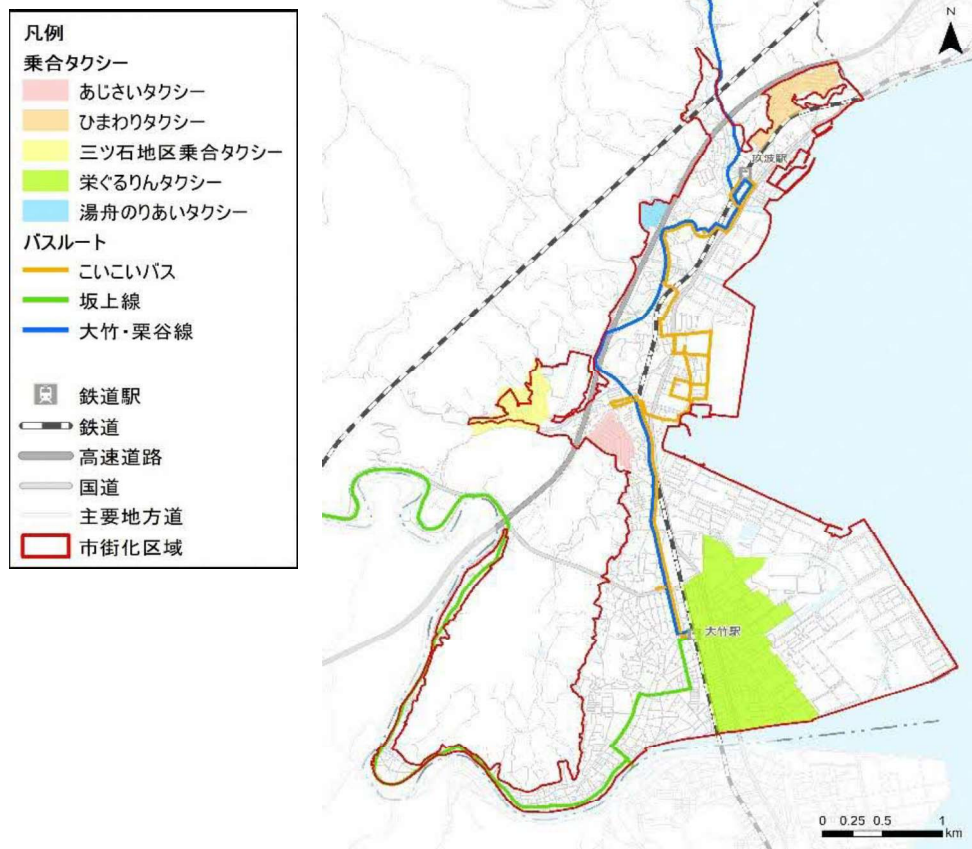 凡例
乗合タクシー
あじさいタクシー
ひまわりタクシー
三ツ石地区乗合タクシー
栄ぐるりんタクシー
湯舟のりあいタクシー
バスルート
こいこいバス
坂上線
大竹・栗谷線
鉄道駅
鉄道
高速道路
国道
主要地方道
市街化区域
N
玖波駅
大竹駅
0 0.25 0.5 1
km